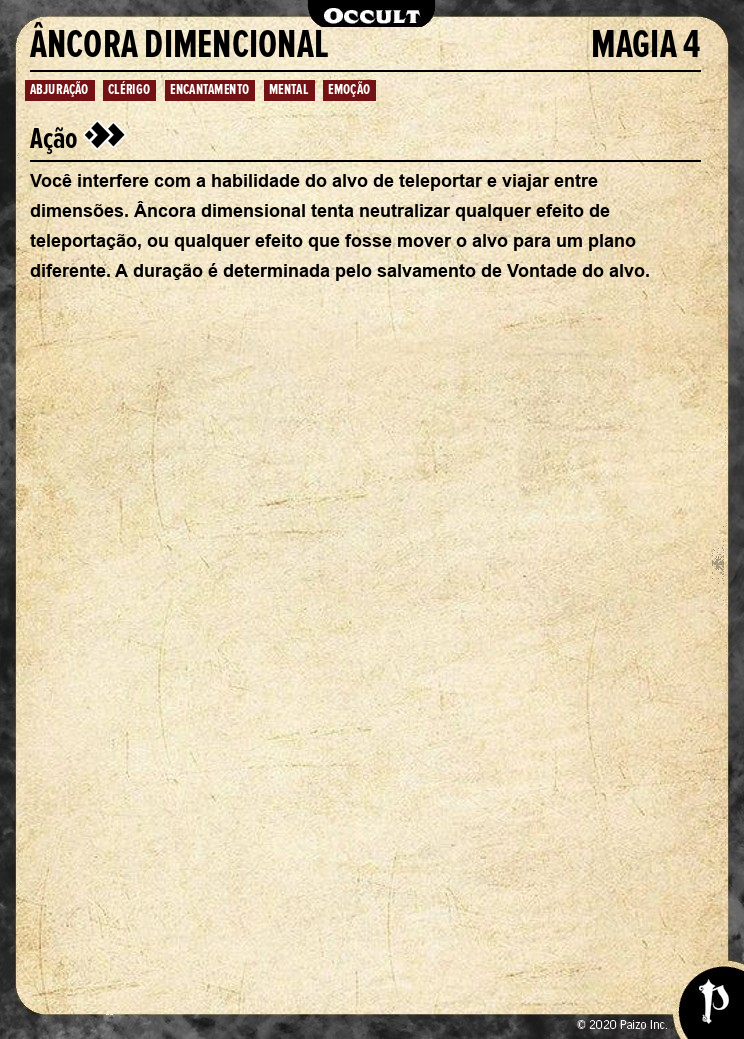 OCCULT
ÂNCORA DIMENCIONAL MAGIA 4
ABJURAÇÃO CLÉRIGO ENCANTAMENTO MENTAL EMOÇÃO
Ação
Você interfere com a habilidade do alvo de teleportar e viajar entre
dimensões. Âncora dimensional tenta neutralizar qualquer efeito de
teleportação, ou qualquer efeito que fosse mover o alvo para um plano
diferente. A duração é determinada pelo salvamento de Vontade do alvo.
© 2020 Paizo Inc.
P